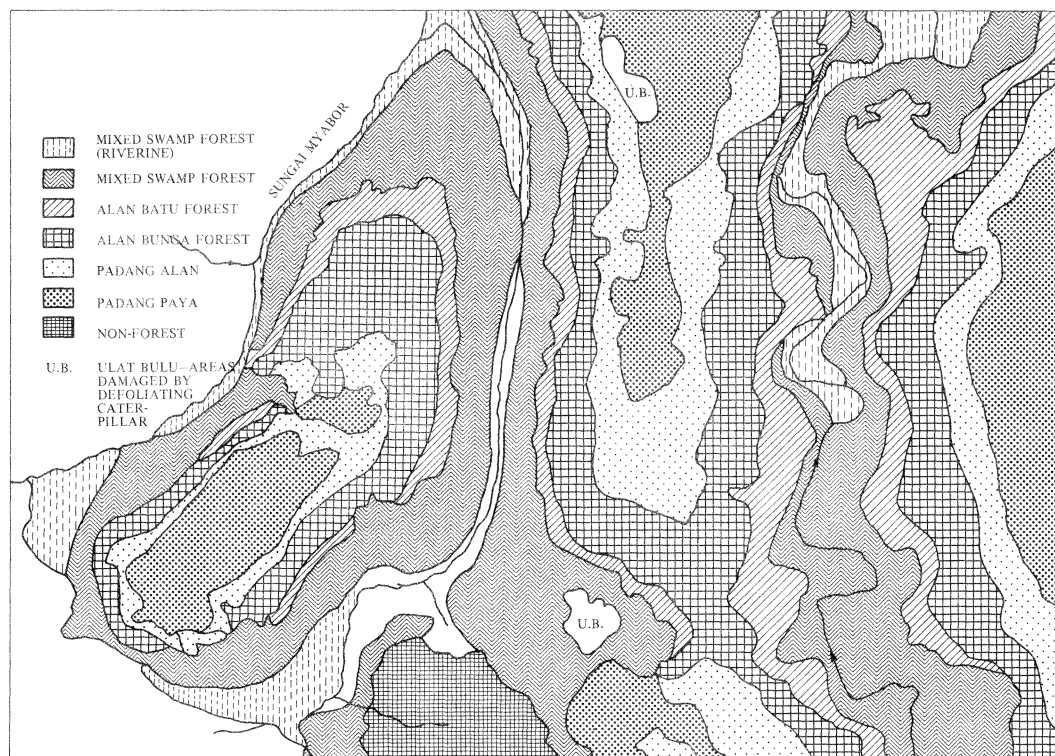 SUNGAI MYABOR
U.B.
MIXED SWAMP FOREST
(RIVERINE)
MIXED SWAMP FOREST
ALAN BATU FOREST
ALAN BUNGA FOREST
PADANG ALAN
PADANG PAYA
NON-FOREST
U.B. ULAT BULU—AREAS
DAMAGED BY
DEFOLIATING
CATER-
PILLAR
U.B.